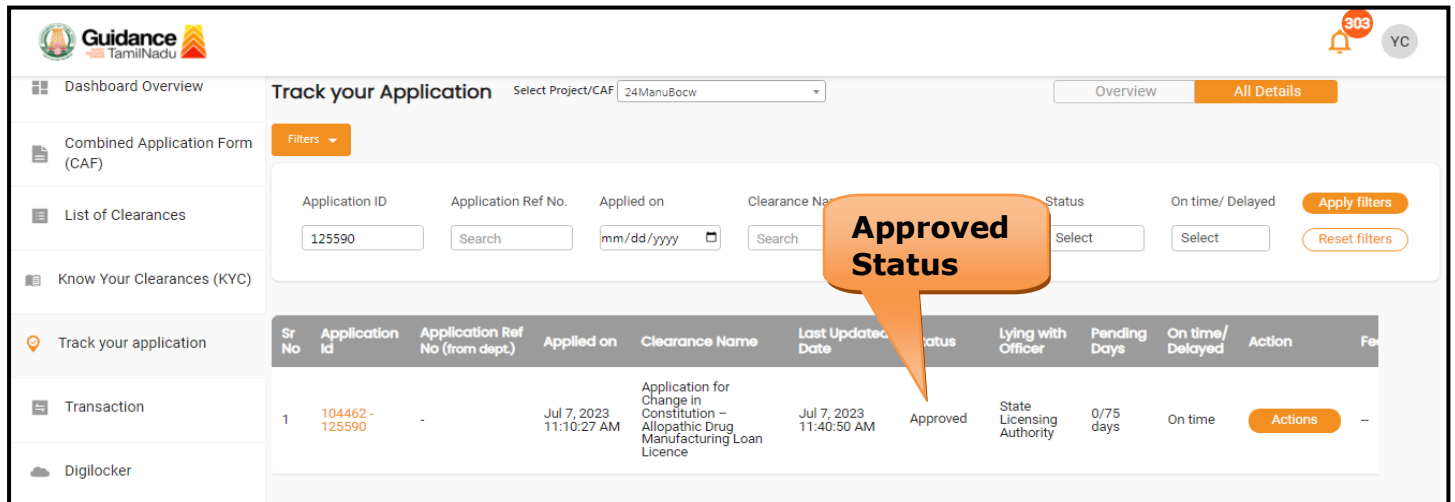 Guidance
TamilNadu
303
YC
Dashboard Overview
Combined Application Form
(CAF)
List of Clearances
Know Your Clearances (KYC)
Track your application
Transaction
Digilocker
Track your Application
Select Project/CAF
24ManuBocw
Overview
All Details
Filters
Application ID
Application Ref No.
Applied on
Clearance
Status
On time/ Delayed
Apply filters
125590
Search
mm/dd/yyyy
Search
Select
Select
Reset filters
Approved
Status
Sr
No
Application
Id
Application Ref
No (from dept.)
Applied on
Clearance Name
Last Updated
Date
Lying with
Officer
Pending
Days
On time/
Delayed
Action
1
104462 -
125590
-
Jul 7, 2023
11:10:27 AM
Application for
Change in
Constitution –
Allopathic Drug
Manufacturing Loan
Licence
Jul 7, 2023
11:40:50 AM
Approved
State
Licensing
Authority
0/75
days
On time
Actions
--